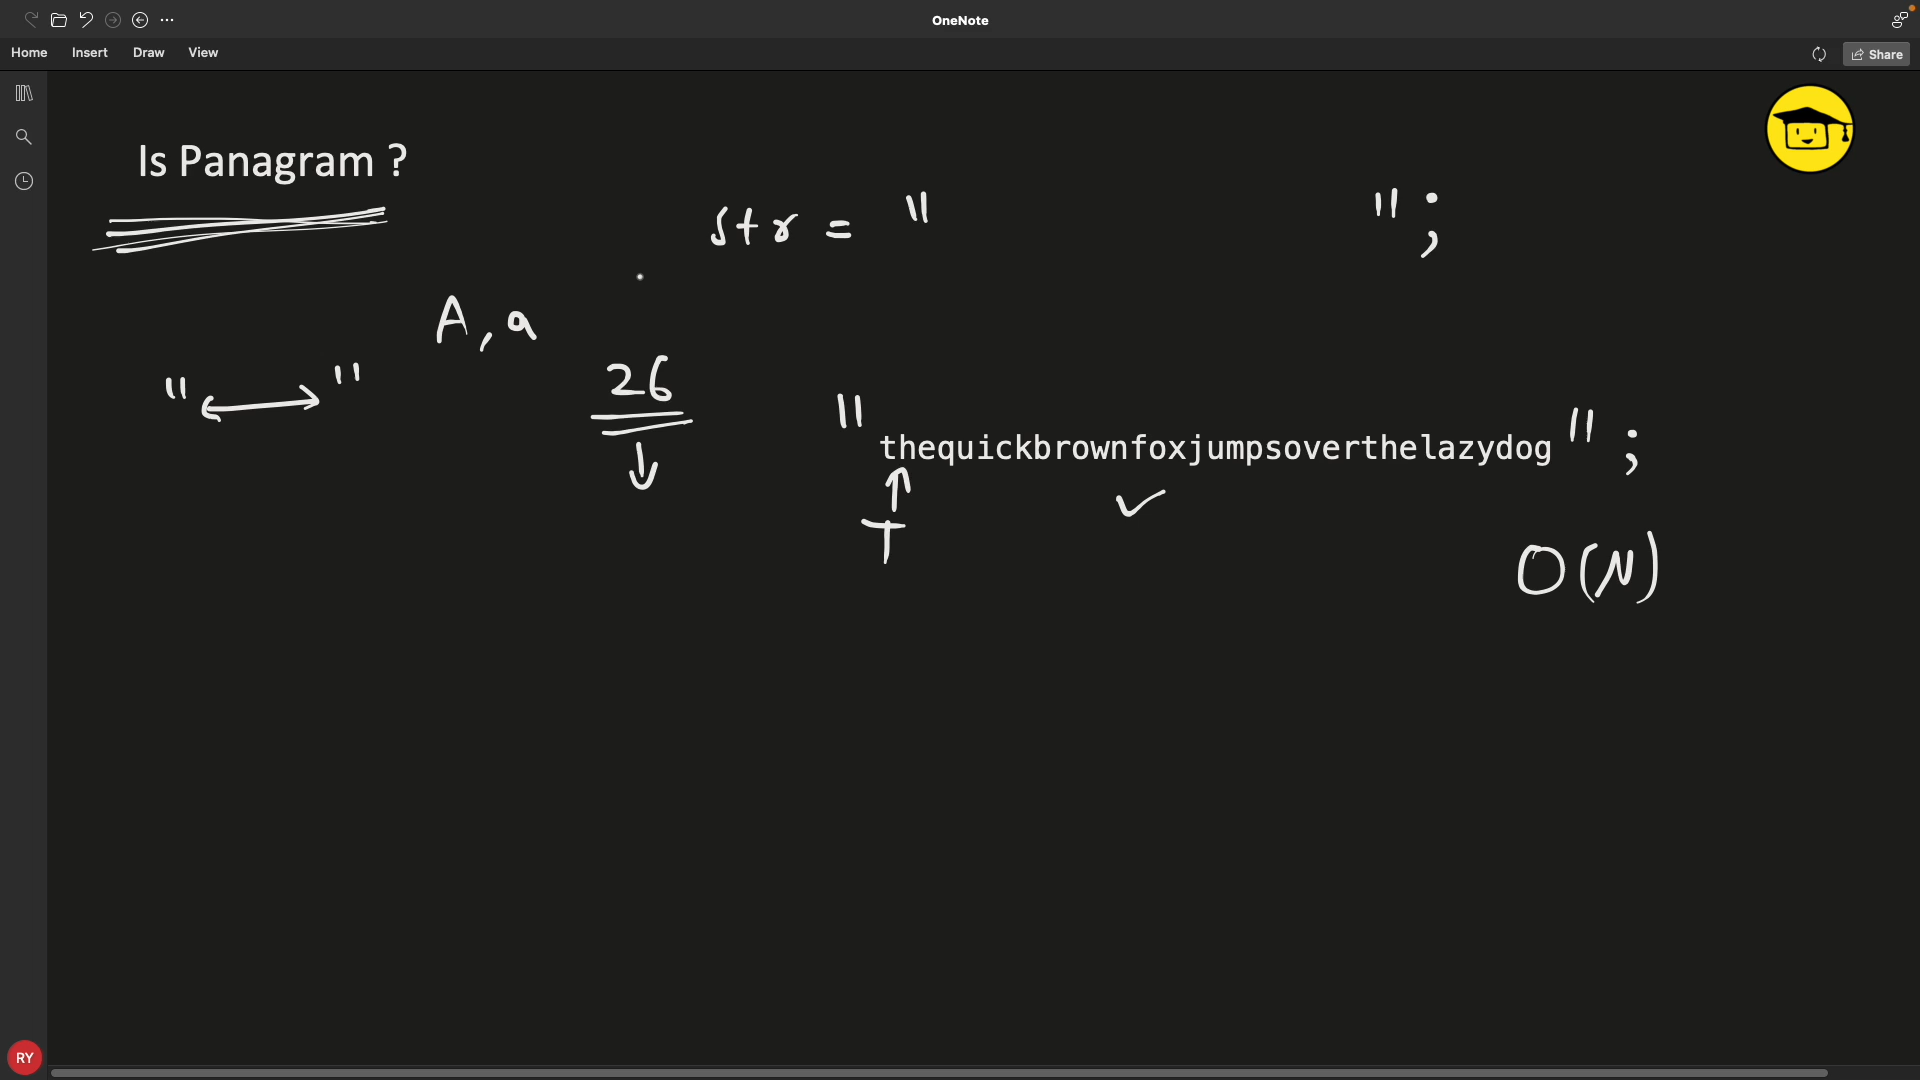 OneNote
Home Insert Draw View
Share
Is Panagram ?
str = " " ;
A, a
" "
26
"thequickbrownfoxjumpsoverthelazydog" ;
T
O(N)
RY